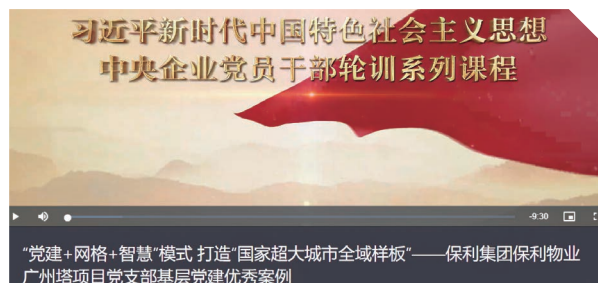 习近平新时代中国特色社会主义思想
中央企业党员干部轮训系列课程
-9:30
“党建+网格+智慧”模式 打造“国家超大城市全域样板”——保利集团保利物业
广州塔项目党支部基层党建优秀案例